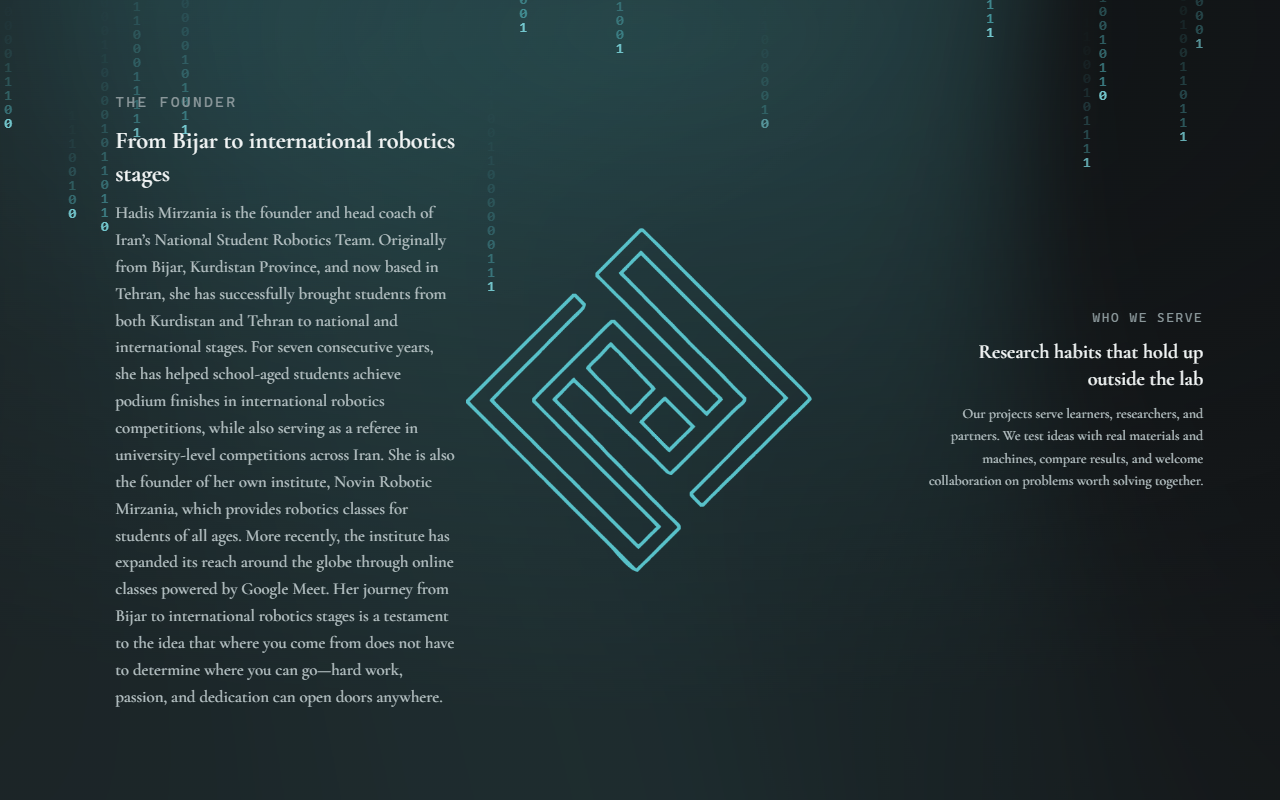 THE FOUNDER
From Bijar to international robotics
stages
Hadis Mirzania is the founder and head coach of
Iran’s National Student Robotics Team. Originally
from Bijar, Kurdistan Province, and now based in
Tehran, she has successfully brought students from
both Kurdistan and Tehran to national and
international stages. For seven consecutive years,
she has helped school-aged students achieve
podium finishes in international robotics
competitions, while also serving as a referee in
university-level competitions across Iran. She is also
the founder of her own institute, Novin Robotic
Mirzania, which provides robotics classes for
students of all ages. More recently, the institute has
expanded its reach around the globe through online
classes powered by Google Meet. Her journey from
Bijar to international robotics stages is a testament
to the idea that where you come from does not have
to determine where you can go—hard work,
passion, and dedication can open doors anywhere.
WHO WE SERVE
Research habits that hold up
outside the lab
Our projects serve learners, researchers, and
partners. We test ideas with real materials and
machines, compare results, and welcome
collaboration on problems worth solving together.